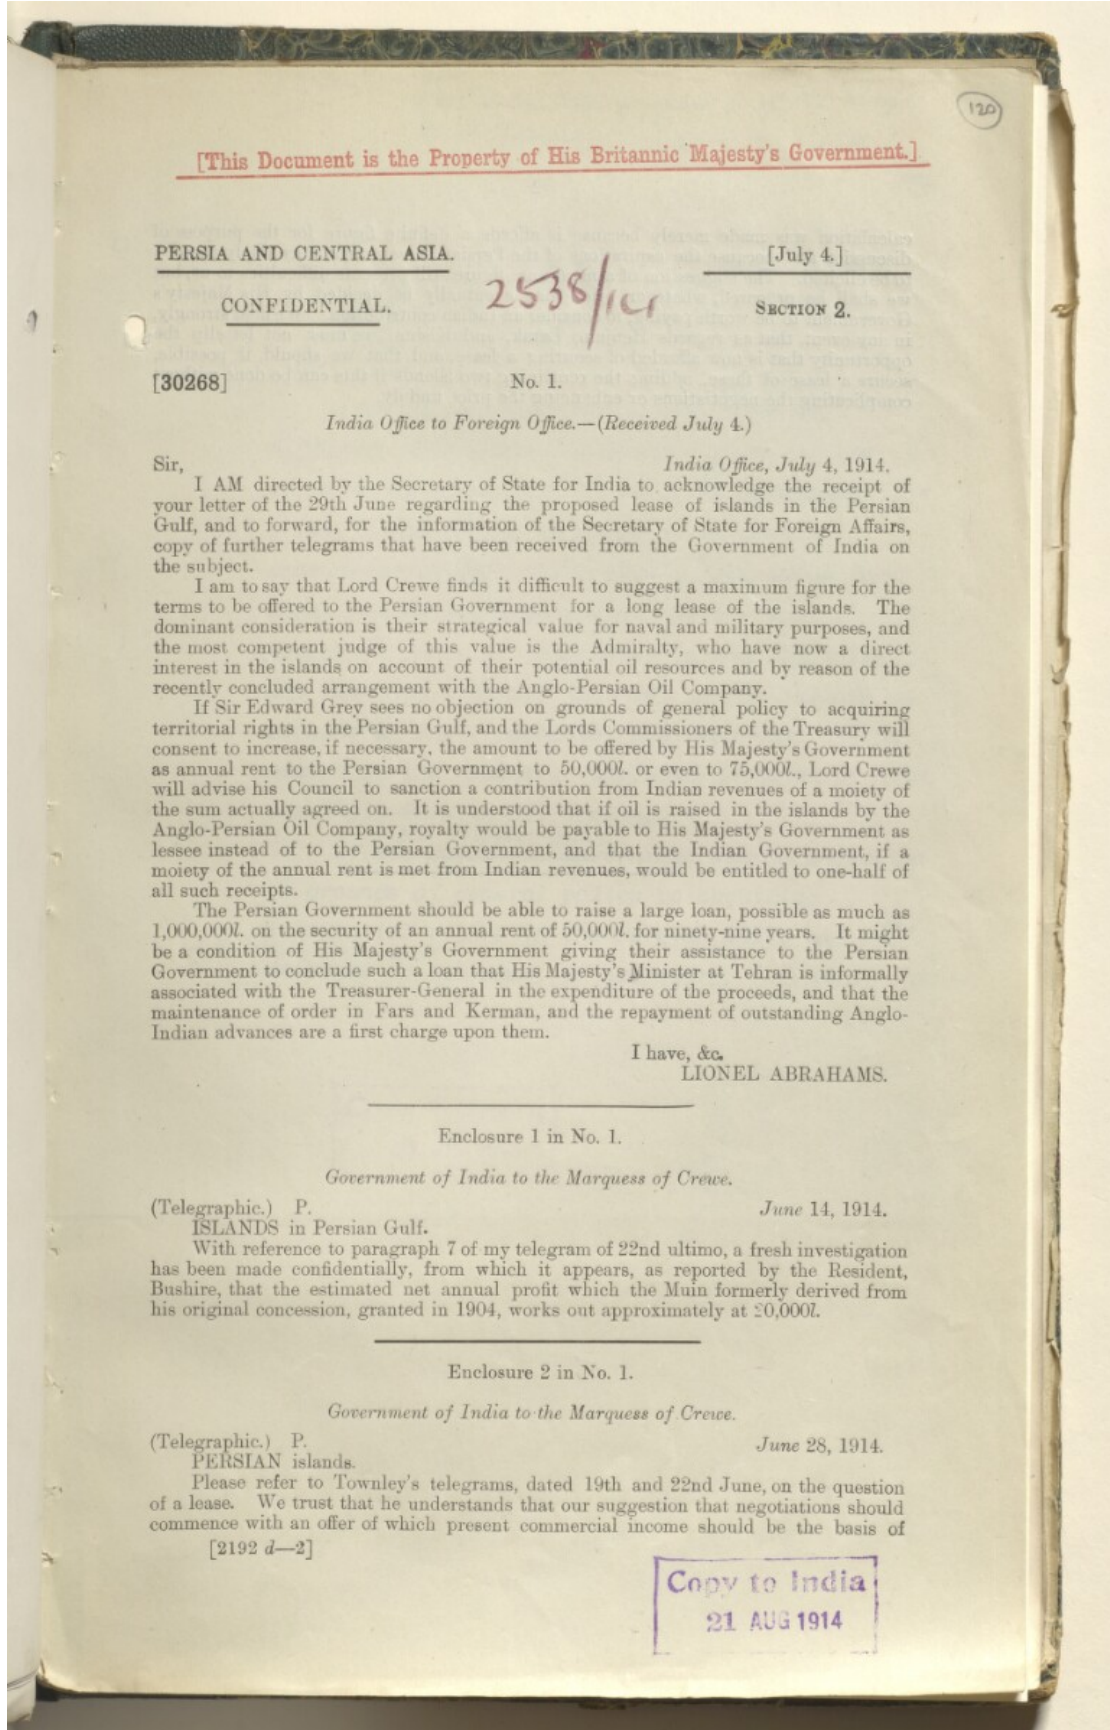 120
[This Document is the Property of His Britannic Majesty's Government.]
PERSIA AND CENTRAL ASIA.
[July 4.]
2538/14
CONFIDENTIAL.
SECTION 2.
[30268]
No. 1.
India Office to Foreign Office.—(Received July 4.)
Sir,
India Office, July 4, 1914.
I AM directed by the Secretary of State for India to acknowledge the receipt of
your letter of the 29th June regarding the proposed lease of islands in the Persian
Gulf, and to forward, for the information of the Secretary of State for Foreign Affairs,
copy of further telegrams that have been received from the Government of India on
the subject.
I am to say that Lord Crewe finds it difficult to suggest a maximum figure for the
terms to be offered to the Persian Government for a long lease of the islands. The
dominant consideration is their strategical value for naval and military purposes, and
the most competent judge of this value is the Admiralty, who have now a direct
interest in the islands on account of their potential oil resources and by reason of the
recently concluded arrangement with the Anglo-Persian Oil Company.
If Sir Edward Grey sees no objection on grounds of general policy to acquiring
territorial rights in the Persian Gulf, and the Lords Commissioners of the Treasury will
consent to increase, if necessary, the amount to be offered by His Majesty's Government
as annual rent to the Persian Government to 50,000l. or even to 75,000l., Lord Crewe
will advise his Council to sanction a contribution from Indian revenues of a moiety of
the sum actually agreed on. It is understood that if oil is raised in the islands by the
Anglo-Persian Oil Company, royalty would be payable to His Majesty's Government as
lessee instead of to the Persian Government, and that the Indian Government, if a
moiety of the annual rent is met from Indian revenues, would be entitled to one-half of
all such receipts.
The Persian Government should be able to raise a large loan, possible as much as
1,000,000l. on the security of an annual rent of 50,000l. for ninety-nine years. It might
be a condition of His Majesty's Government giving their assistance to the Persian
Government to conclude such a loan that His Majesty's Minister at Tehran is informally
associated with the Treasurer-General in the expenditure of the proceeds, and that the
maintenance of order in Fars and Kerman, and the repayment of outstanding Anglo-
Indian advances are a first charge upon them.
I have, &c.
LIONEL ABRAHAMS.
Enclosure 1 in No. 1.
Government of India to the Marquess of Crewe.
(Telegraphic.) P.
June 14, 1914.
ISLANDS in Persian Gulf.
With reference to paragraph 7 of my telegram of 22nd ultimo, a fresh investigation
has been made confidentially, from which it appears, as reported by the Resident,
Bushire, that the estimated net annual profit which the Muin formerly derived from
his original concession, granted in 1904, works out approximately at
Enclosure 2 in No. 1.
Government of India to the Marquess of Crewe.
(Telegraphic.) P.
June 28, 1914.
PERSIAN islands.
Please refer to Townley's telegrams, dated 19th and 22nd June, on the question
of a lease. We trust that he understands that our suggestion that negotiations should
commence with an offer of which present commercial income should be the basis of
[2192 d—2]
Copy to India
21 AUG 1914